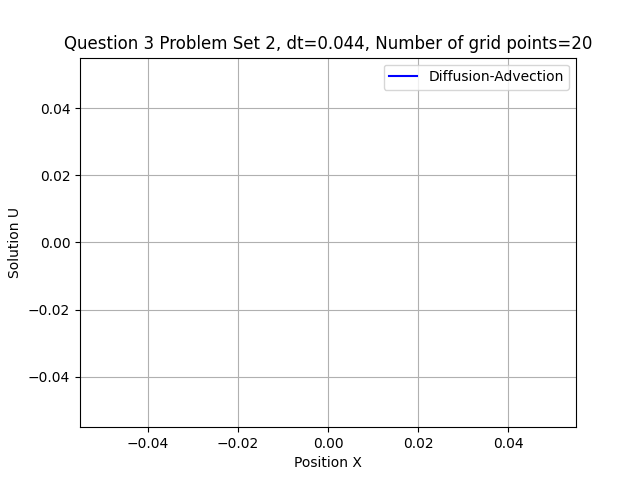 Question 3 Problem Set 2, dt=0.044, Number of grid points=20
Diffusion-Advection
0.04
0.02
0.00
−0.02
−0.04
Solution U
−0.04 −0.02 0.00 0.02 0.04
Position X